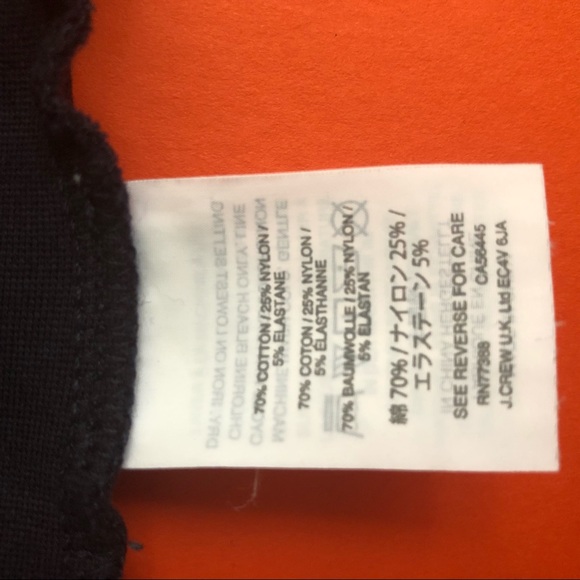 70% COTTON / 25% NYLON /
5% ELASTANE
70% COTON / 25% NYLON /
5% ÉLASTHANNE
70% BAUMWOLLE / 25% NYLON /
5% ELASTAN
綿 70% / ナイロン 25% /
エラステーン 5%
SEE REVERSE FOR CARE
RN77388 CA56445
J.CREW U.K. Ltd EC4V 6JA